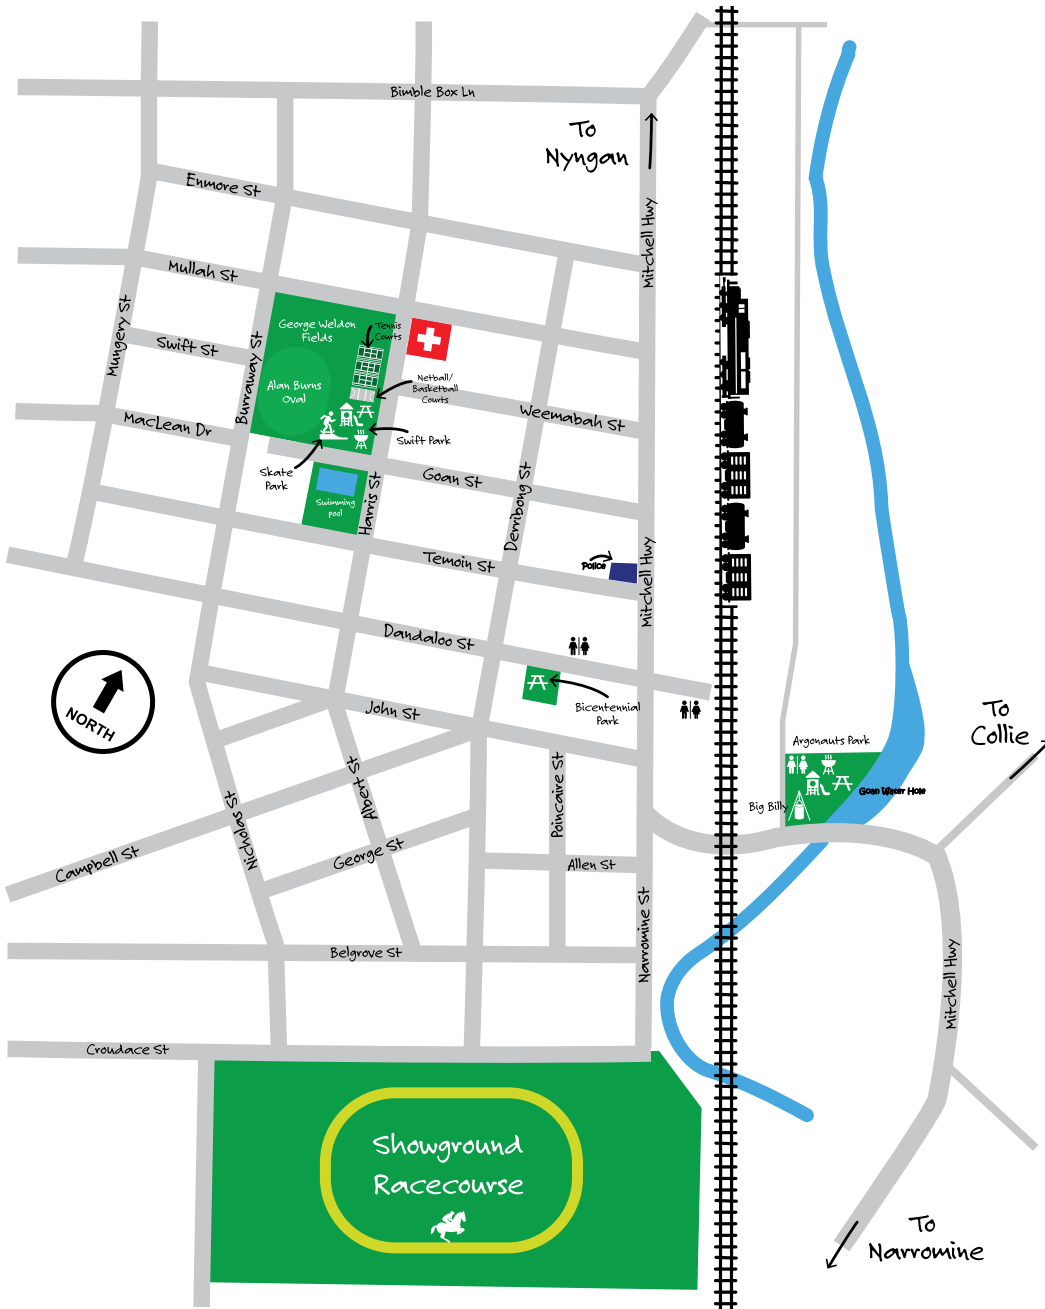 Bimble Box Ln
To
Nyngan
Enmore St
Mitchell Hwy
Mullah St
Mungery St
Swift St
Burraway St
George Weldon
Fields
Tennis
Courts
Alan Burns
Oval
Netball/
Basketball
Courts
MacLean Dr
Weemabah St
Swift Park
Skate
Park
Goan St
Swimming
pool
Harris St
Derribong St
Temoin St
Police
Mitchell Hwy
Dandaloo St
NORTH
John St
Bicentennial
Park
To
Collie
Argonauts Park
Big Billy
Goan Water Hole
Albert St
Poincaire St
Nicholas St
Campbell St
George St
Allen St
Narromine St
Belgrove St
Mitchell Hwy
Croudace St
Showground
Racecourse
To
Narromine